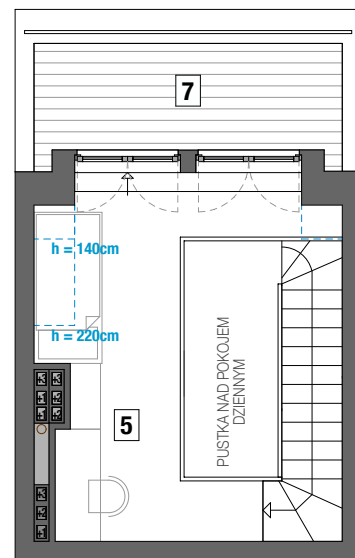 7
h = 140cm
h = 220cm
5
PUSTKA NAD POKOJEM
DZIENNYM